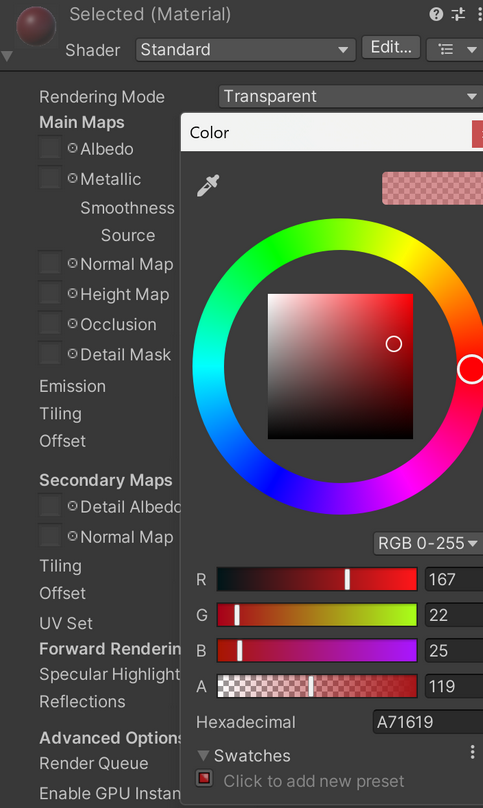 Selected (Material)
Shader Standard Edit...
Rendering Mode Transparent
Main Maps
Color
Albedo
Metallic
Smoothness
Source
Normal Map
Height Map
Occlusion
Detail Mask
Emission
Tiling
Offset
Secondary Maps
Detail Albedo
Normal Map
RGB 0-255
Tiling
R 167
Offset
G 22
UV Set
Forward Renderin
B 25
Specular Highlight
A 119
Reflections
Hexadecimal A71619
Advanced Options
Swatches
Render Queue
Click to add new preset
Enable GPU Instan